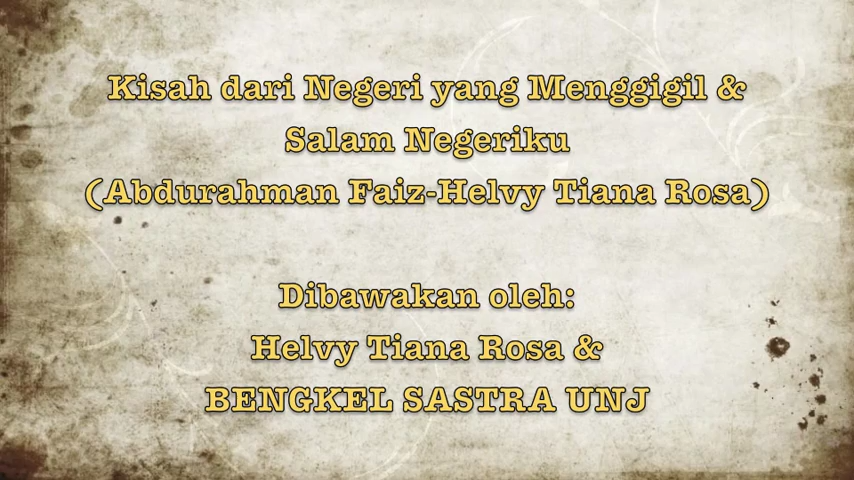 Kisah dari Negeri yang Menggigil &
Salam Negeriku
(Abdurahman Faiz-Helvy Tiana Rosa)
Dibawakan oleh:
Helvy Tiana Rosa &
BENGKEL SASTRA UNJ